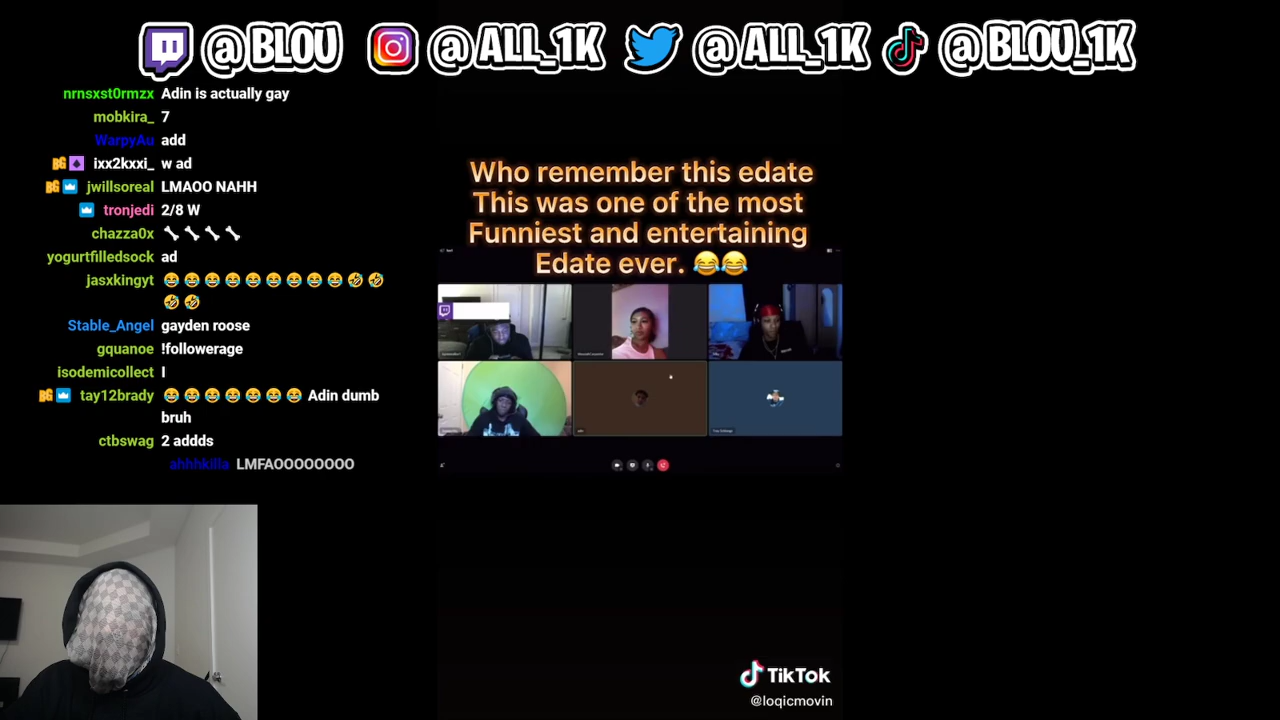 @BLOU @ALL_1K @ALL_1K @BLOU_1K
nrnsxst0rmzx Adin is actually gay
mobkira_ 7
WarpyAu add
BG ixx2kxxi_ w ad
BG jwillsoreal LMAOO NAHH
tronjedi 2/8 W
chazza0x 🦴 🦴 🦴 🦴
yogurtfilledsock ad
jasxkingyt 😂 😂 😂 😂 😂 😂 😂 😂 😂 🤣 🤣
🤣 🤣
Stable_Angel gayden roose
gquanoe !followerage
isodemicollect I
BG tay12brady 😂 😂 😂 😂 😂 😂 😂 Adin dumb
bruh
ctbswag 2 addds
ahhhkilla LMFAOOOOOOOO
Who remember this edate
This was one of the most
Funniest and entertaining
Edate ever. 😂😂
TikTok
@loqicmovin